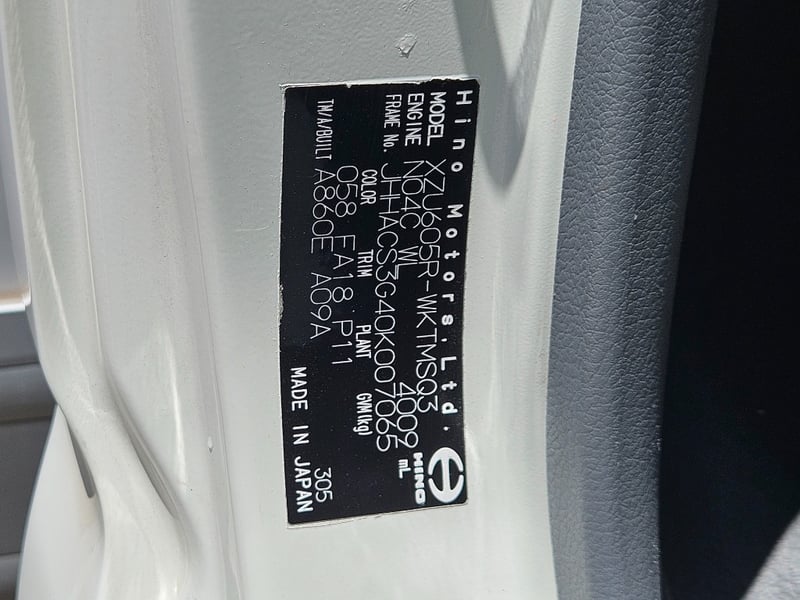 Hino Motors, Ltd.
MODEL XZU605R-WKTMSQ3
ENGINE N04C WL 4009 mL
HINO
FRAME No. JHHACS3G40K007065
COLOR TRIM PLANT GVM(kg)
058 EA18 P11
TM/A/BUILT A860E A09A
305
MADE IN JAPAN